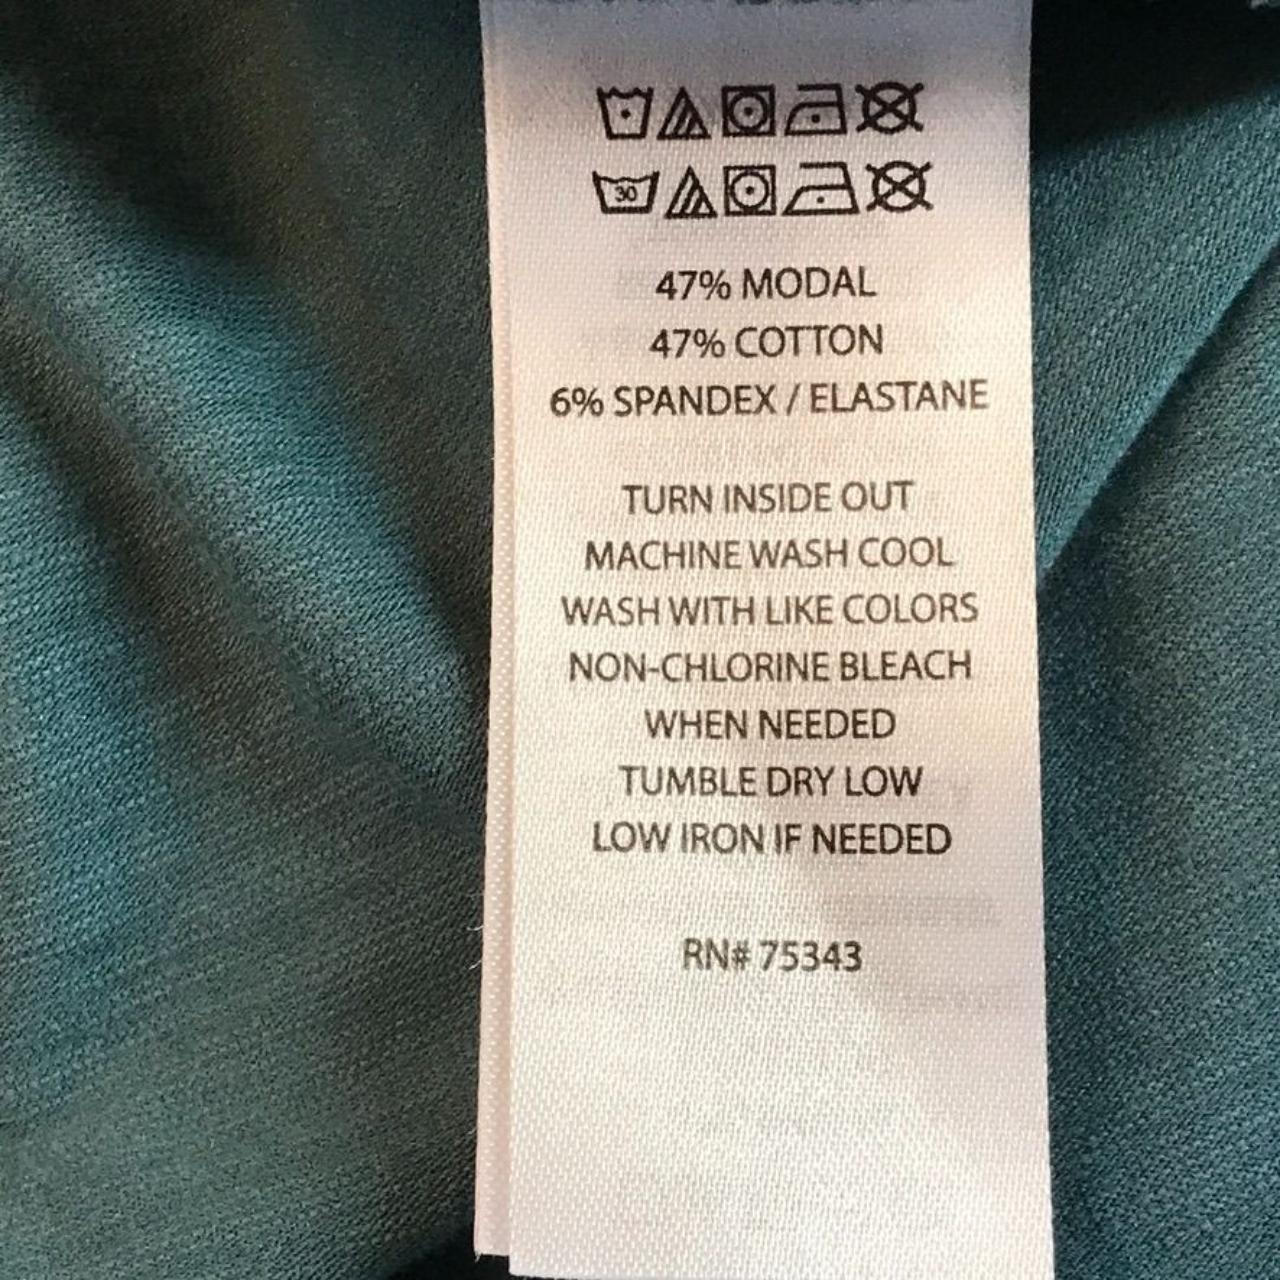 30
47% MODAL
47% COTTON
6% SPANDEX / ELASTANE
TURN INSIDE OUT
MACHINE WASH COOL
WASH WITH LIKE COLORS
NON-CHLORINE BLEACH
WHEN NEEDED
TUMBLE DRY LOW
LOW IRON IF NEEDED
RN# 75343